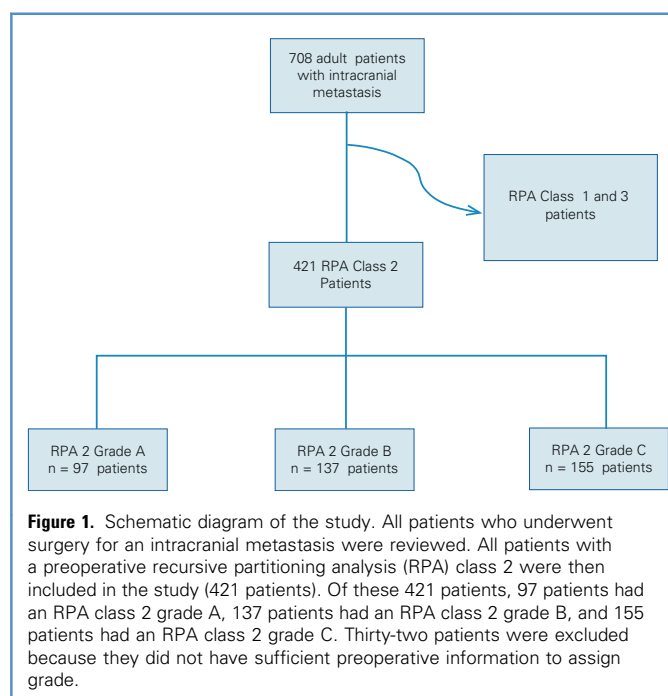 708 adult patients
with intracranial
metastasis
RPA Class 1 and 3
patients
421 RPA Class 2
Patients
RPA 2 Grade A
n = 97 patients
RPA 2 Grade B
n = 137 patients
RPA 2 Grade C
n = 155 patients
Figure 1. Schematic diagram of the study. All patients who underwent
surgery for an intracranial metastasis were reviewed. All patients with
a preoperative recursive partitioning analysis (RPA) class 2 were then
included in the study (421 patients). Of these 421 patients, 97 patients had
an RPA class 2 grade A, 137 patients had an RPA class 2 grade B, and 155
patients had an RPA class 2 grade C. Thirty-two patients were excluded
because they did not have sufficient preoperative information to assign
grade.